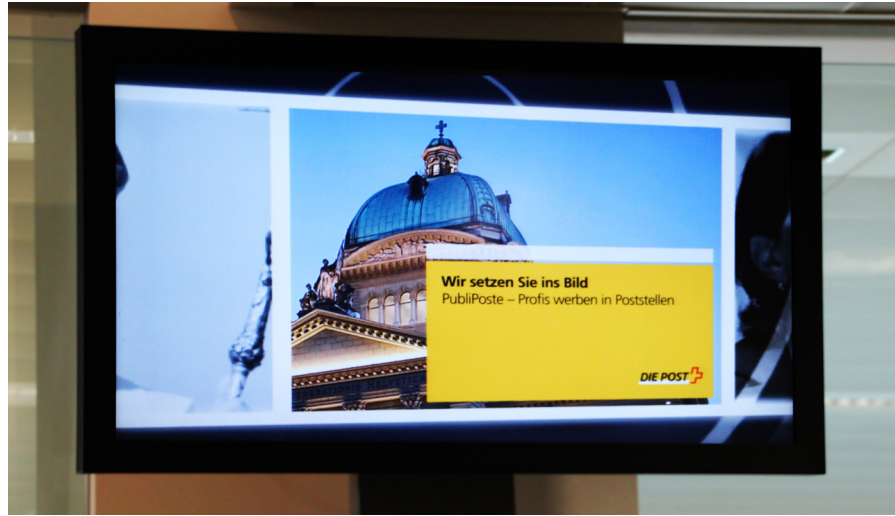 Wir setzen Sie ins Bild
PubliPoste – Profis werben in Poststellen
DIE POST